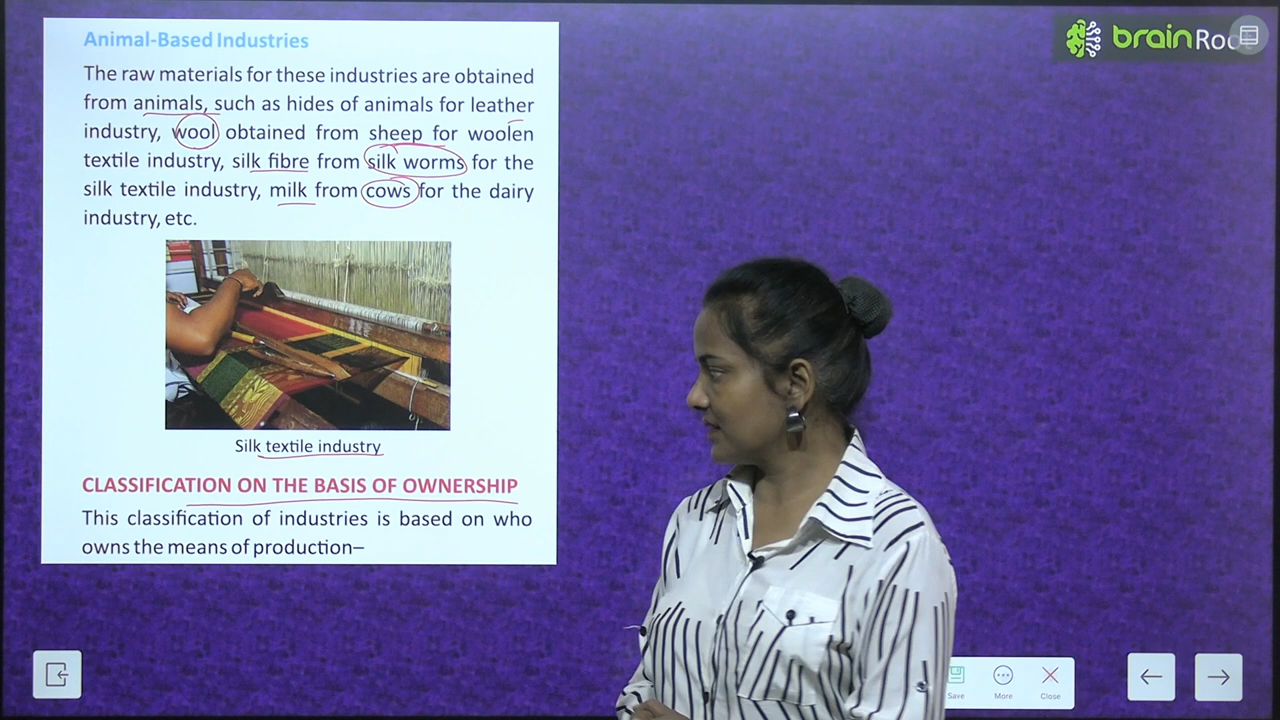 Animal-Based Industries
The raw materials for these industries are obtained
from animals, such as hides of animals for leather
industry, wool obtained from sheep for woolen
textile industry, silk fibre from silk worms for the
silk textile industry, milk from cows for the dairy
industry, etc.
Silk textile industry
CLASSIFICATION ON THE BASIS OF OWNERSHIP
This classification of industries is based on who
owns the means of production–
brain
Save More Close